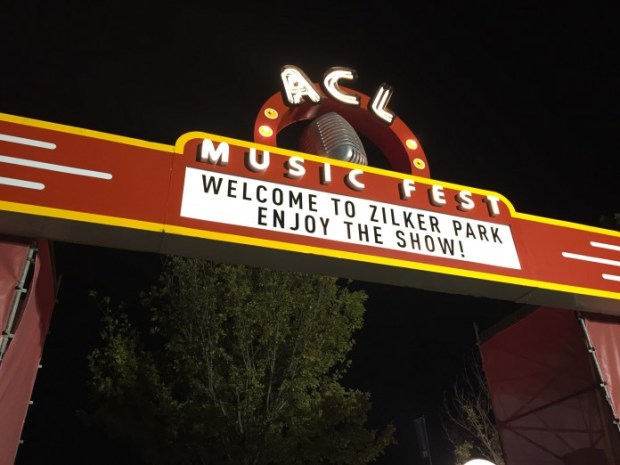 ACL
MUSIC FEST
WELCOME TO ZILKER PARK
ENJOY THE SHOW!